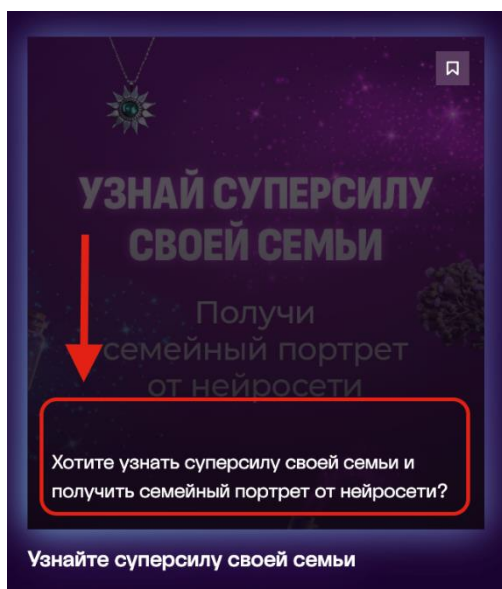 УЗНАЙ СУПЕРСИЛУ
СВОЕЙ СЕМЬИ
Получи
семейный портрет
от нейросети
Хотите узнать суперсилу своей семьи и
получить семейный портрет от нейросети?
Узнайте суперсилу своей семьи